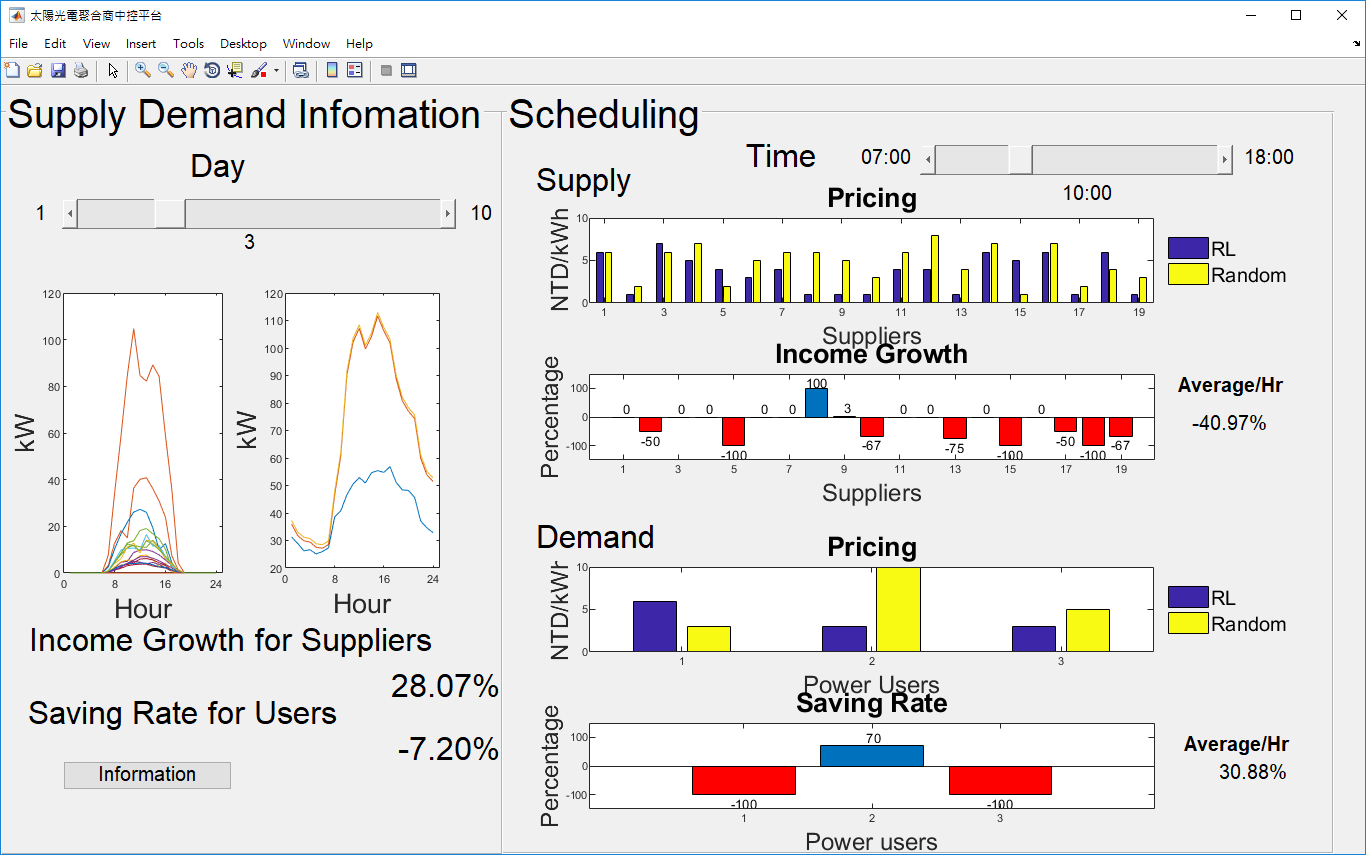 太陽光電聚合商中控平台
File Edit View Insert Tools Desktop Window Help
Supply Demand Infomation
Day
1 10
3
120
100
80
60
40
20
0
kW
0 8 16 24
Hour
120
110
100
90
80
70
60
50
40
30
20
kW
0 8 16 24
Hour
Income Growth for Suppliers
28.07%
Saving Rate for Users
-7.20%
Information
Scheduling
Time 07:00 18:00
10:00
Supply
Pricing
NTD/kWh
10
5
0
1 3 5 7 9 11 13 15 17 19
Suppliers
RL
Random
Income Growth
Percentage
100
0
-100
0 -50 0 0 -100 0 0 100 3 -67 0 0 -75 0 -100 0 -50 -100 -67
1 3 5 7 9 11 13 15 17 19
Suppliers
Average/Hr
-40.97%
Demand
Pricing
NTD/kWh
10
5
0
1 2 3
Power Users
RL
Random
Saving Rate
Percentage
100
0
-100
-100 70 -100
1 2 3
Power users
Average/Hr
30.88%